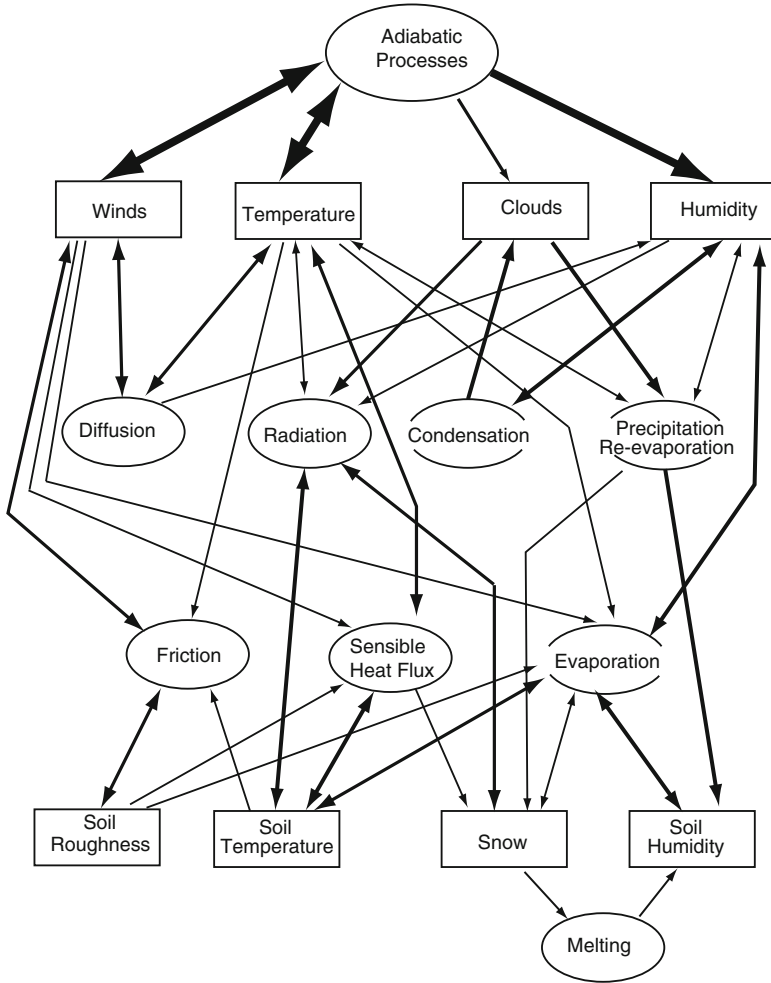 Adiabatic
Processes
Winds
Temperature
Clouds
Humidity
Diffusion
Radiation
Condensation
Precipitation
Re-evaporation
Friction
Sensible
Heat Flux
Evaporation
Soil
Roughness
Soil
Temperature
Snow
Soil
Humidity
Melting